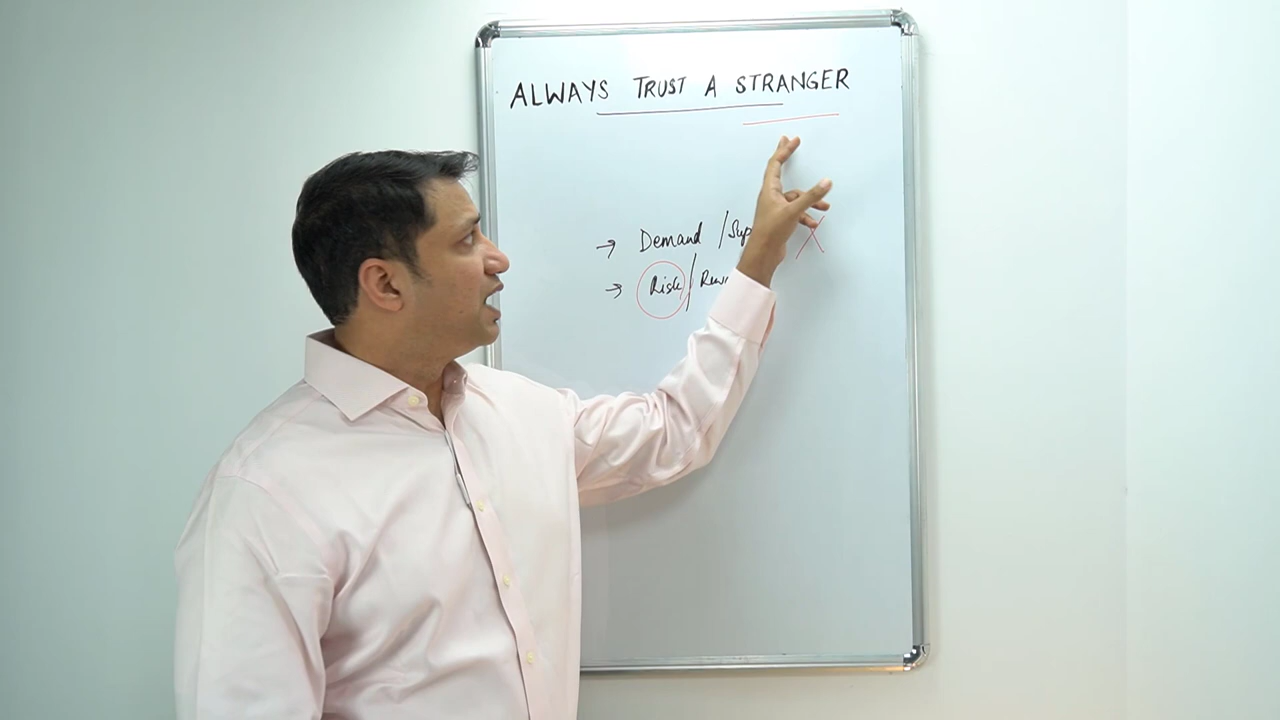 ALWAYS TRUST A STRANGER
→ Demand / Sup
→ Risk / Rew